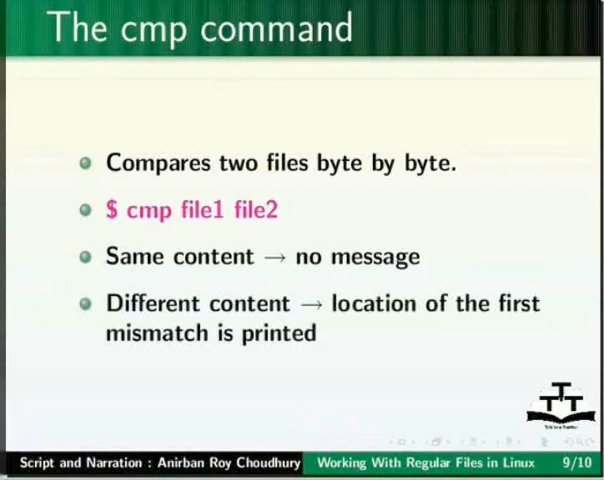 The cmp command
Compares two files byte by byte.
$ cmp file1 file2
Same content → no message
Different content → location of the first
mismatch is printed
Script and Narration : Anirban Roy Choudhury Working With Regular Files in Linux 9/10